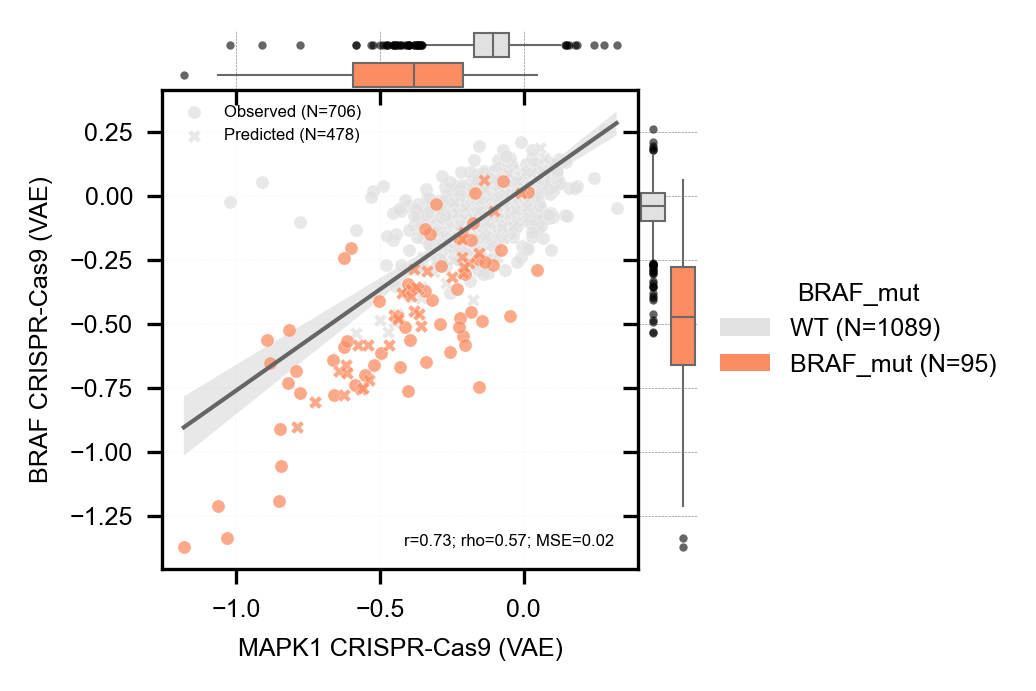 Observed (N=706)
Predicted (N=478)
0.25
0.00
−0.25
−0.50
−0.75
−1.00
−1.25
BRAF CRISPR-Cas9 (VAE)
r=0.73; rho=0.57; MSE=0.02
−1.0
−0.5
0.0
MAPK1 CRISPR-Cas9 (VAE)
BRAF_mut
WT (N=1089)
BRAF_mut (N=95)